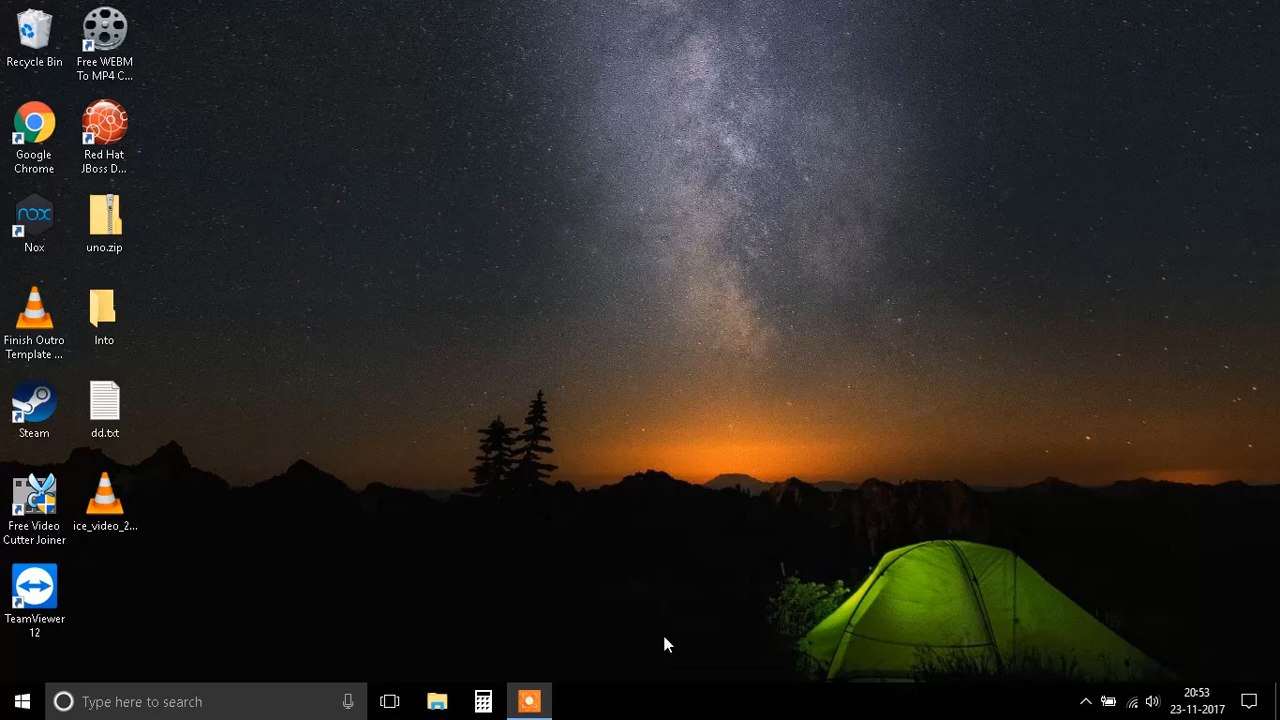 Recycle Bin
Free WEBM
To MP4 C...
Google
Chrome
Red Hat
JBoss D...
nox
Nox
uno.zip
Finish Outro
Template ...
Into
Steam
dd.txt
Free Video
Cutter Joiner
ice_video_2...
TeamViewer
12
Type here to search
20:53
23-11-2017